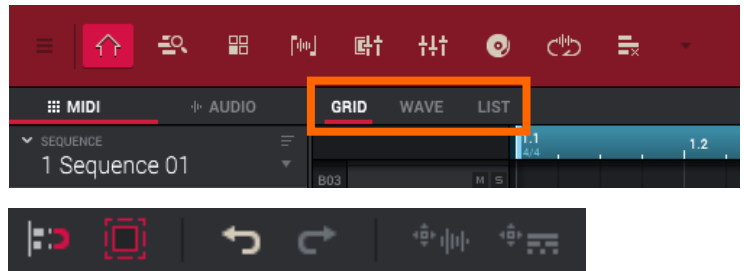 MIDI AUDIO GRID WAVE LIST
SEQUENCE 1.1 1.2
4/4
1 Sequence 01
B03 M S